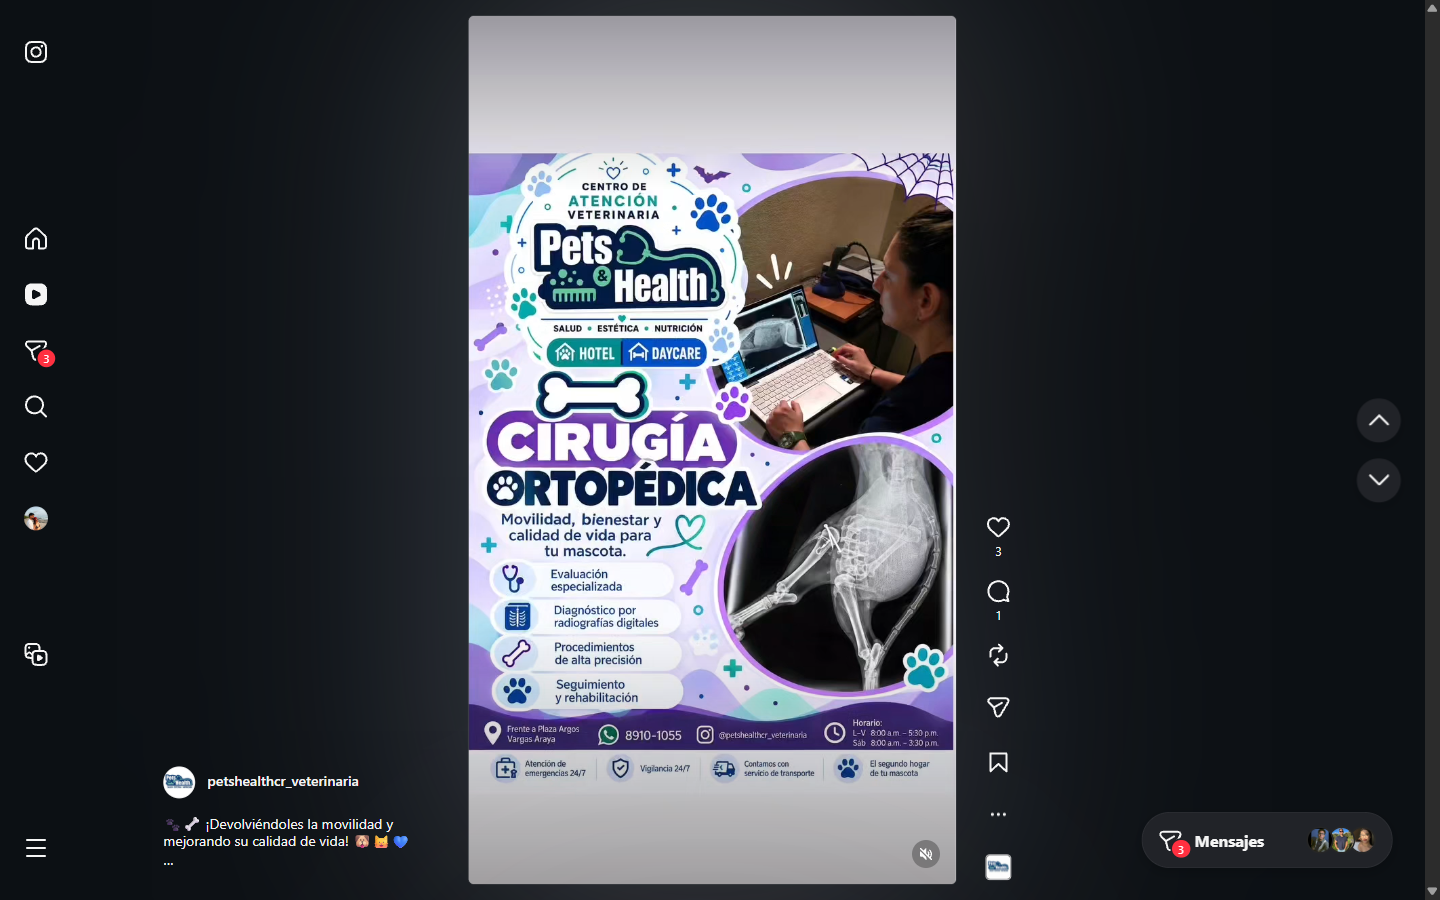 CENTRO DE
ATENCIÓN
VETERINARIA
Pets
& Health
SALUD • ESTÉTICA • NUTRICIÓN
HOTEL DAYCARE
CIRUGÍA
ORTOPÉDICA
Movilidad, bienestar y
calidad de vida para
tu mascota.
Evaluación
especializada
Diagnóstico por
radiografías digitales
Procedimientos
de alta precisión
Seguimiento
y rehabilitación
Frente a Plaza Argos
Vargas Araya
8910-1055
@petshealthcr_veterinaria
Horario:
L-V 8:00 a.m. – 5:30 p.m.
Sáb 8:00 a.m. – 3:30 p.m.
Atención de
emergencias 24/7
Vigilancia 24/7
Contamos con
servicio de transporte
El segundo hogar
de tu mascota
3
3
1
petshealthcr_veterinaria
🐾🦴 ¡Devolviéndoles la movilidad y
mejorando su calidad de vida! 🐶🐱💙
...
3
Mensajes